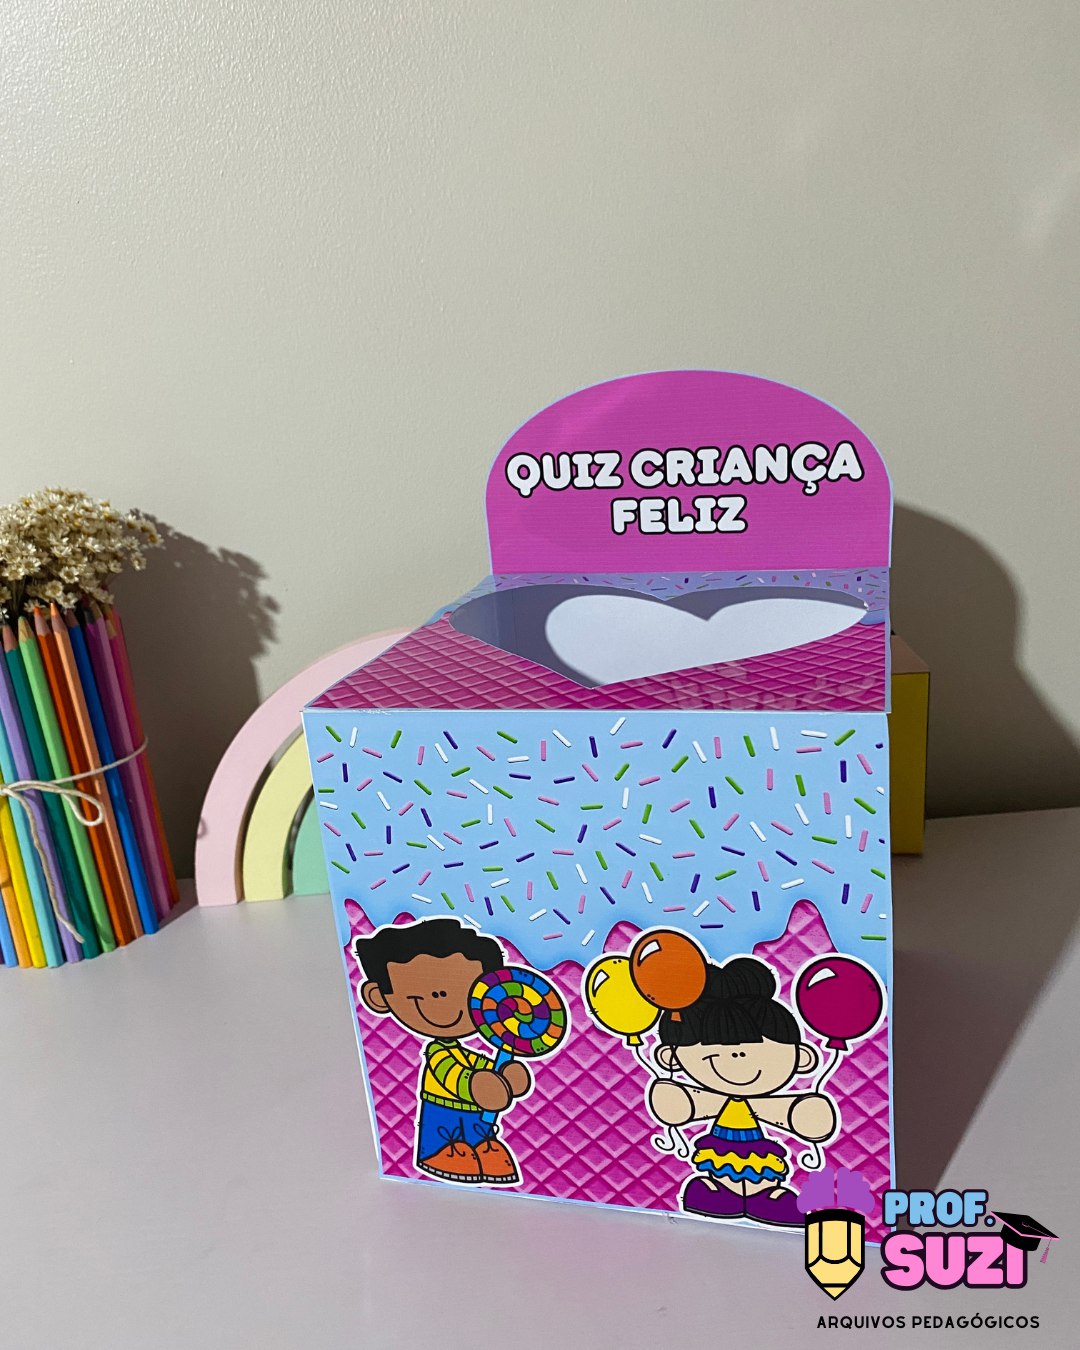 QUIZ CRIANÇA
FELIZ
PROF.
SUZI
ARQUIVOS PEDAGÓGICOS